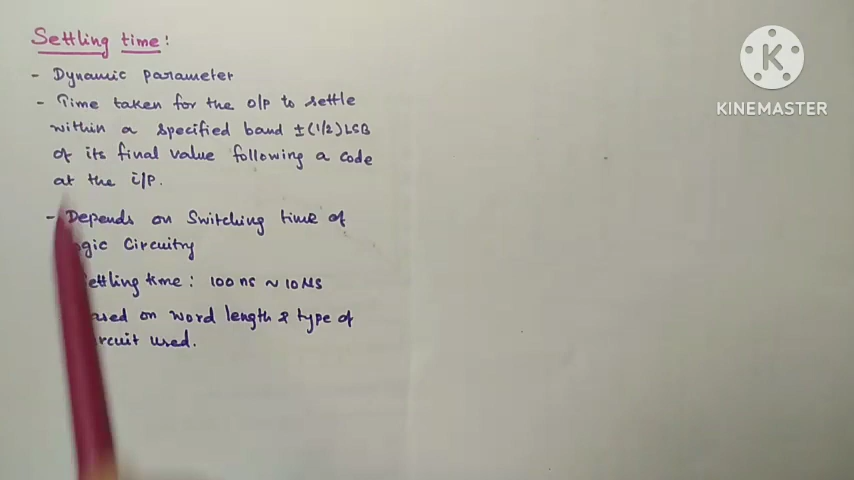 Settling time:
- Dynamic parameter
- Time taken for the O/P to settle
within a specified band ±(1/2) LSB
of its final value following a code
at the i/P.
- Depends on Switching time of
ogic Circuitry
ettling time: 100 ns ~ 10 μs
ased on word length & type of
rcuit used.
K
KINEMASTER